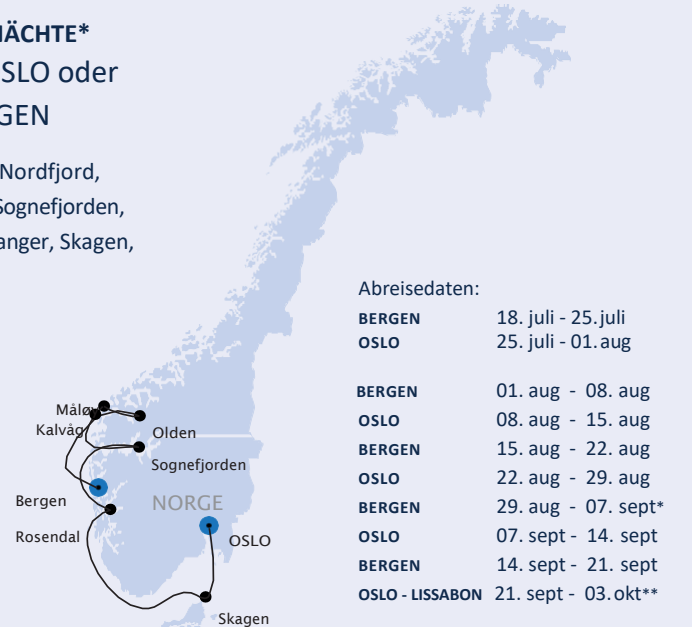 ÄCHTE*
SLO oder
GEN
Nordfjord,
Sognefjorden,
anger, Skagen,
Abreisedaten:
BERGEN 18. juli - 25.juli
OSLO 25. juli - 01.aug
BERGEN 01. aug - 08. aug
OSLO 08. aug - 15. aug
BERGEN 15. aug - 22. aug
OSLO 22. aug - 29. aug
BERGEN 29. aug - 07. sept*
OSLO 07. sept - 14. sept
BERGEN 14. sept - 21. sept
OSLO - LISSABON 21. sept - 03.okt**
Måløy
Kalvåg
Olden
Sognefjorden
Bergen
NORGE
Rosendal
OSLO
Skagen